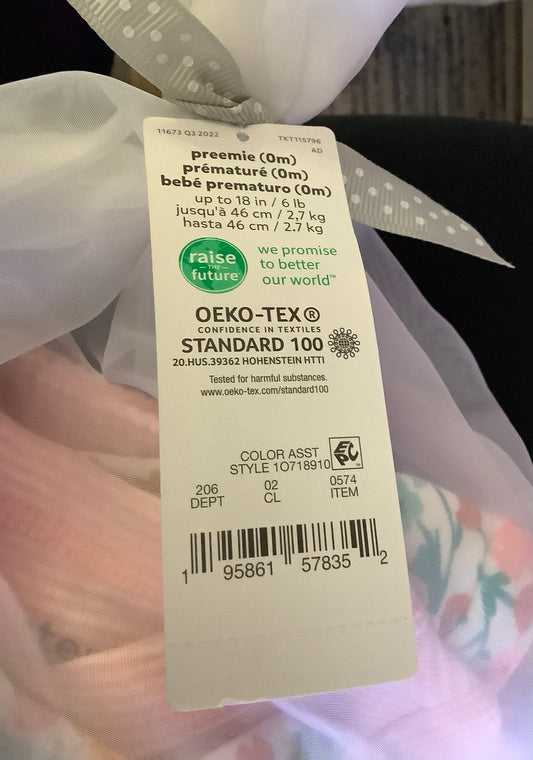 11673 Q3 2022
TKT115796
AD
preemie (0m)
prématuré (0m)
bebé prematuro (0m)
up to 18 in / 6 lb
jusqu'à 46 cm / 2,7 kg
hasta 46 cm / 2.7 kg
raise
THE
future
we promise
to better
our world™
OEKO-TEX®
CONFIDENCE IN TEXTILES
STANDARD 100
20.HUS.39362 HOHENSTEIN HTTI
Tested for harmful substances.
www.oeko-tex.com/standard100
COLOR ASST
STYLE 1O718910
EPC™
206 02 0574
DEPT CL ITEM
1 95861 57835 2